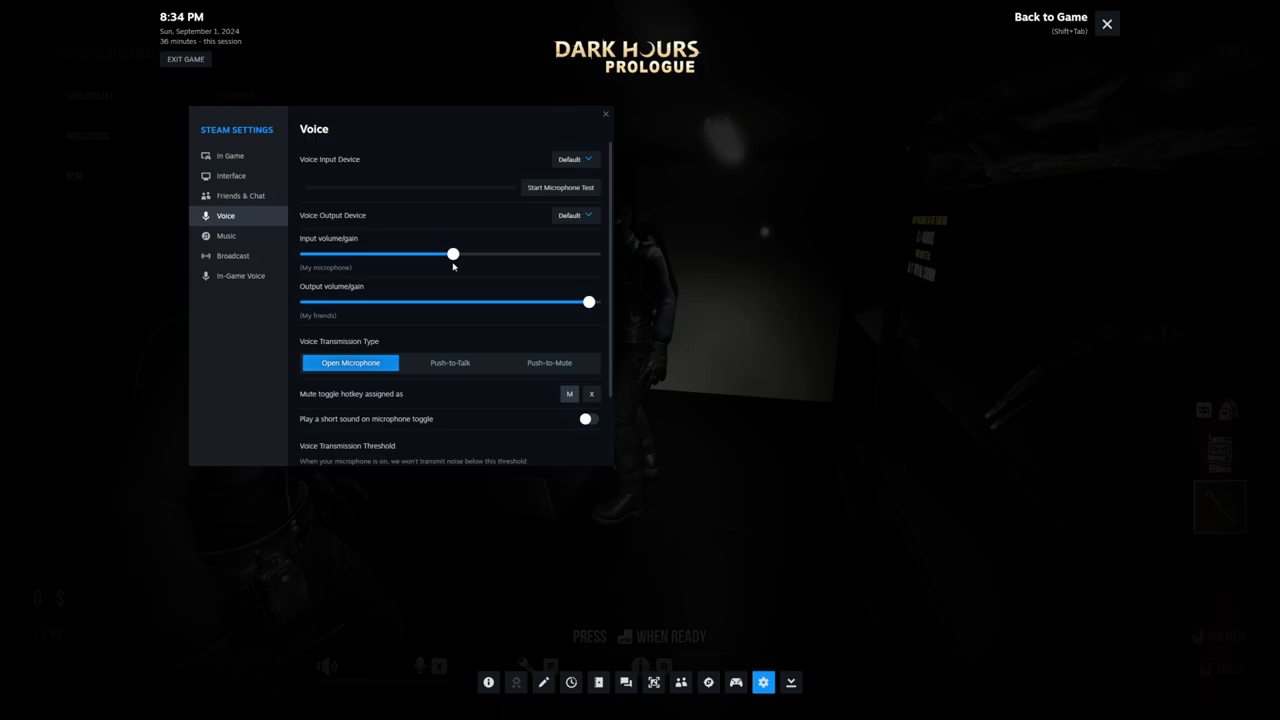 8:34 PM
Sun, September 1, 2024
36 minutes - this session
EXIT GAME
DARK HOURS
PROLOGUE
Back to Game
(Shift+Tab)
STEAM SETTINGS
In Game
Interface
Friends & Chat
Voice
Music
Broadcast
In-Game Voice
Voice
Voice Input Device
Default
Start Microphone Test
Voice Output Device
Default
Input volume/gain
(My microphone)
Output volume/gain
(My friends)
Voice Transmission Type
Open Microphone
Push-to-Talk
Push-to-Mute
Mute toggle hotkey assigned as
M
X
Play a short sound on microphone toggle
Voice Transmission Threshold
When your microphone is on, we won't transmit noise below this threshold:
0 $
PRESS WHEN READY